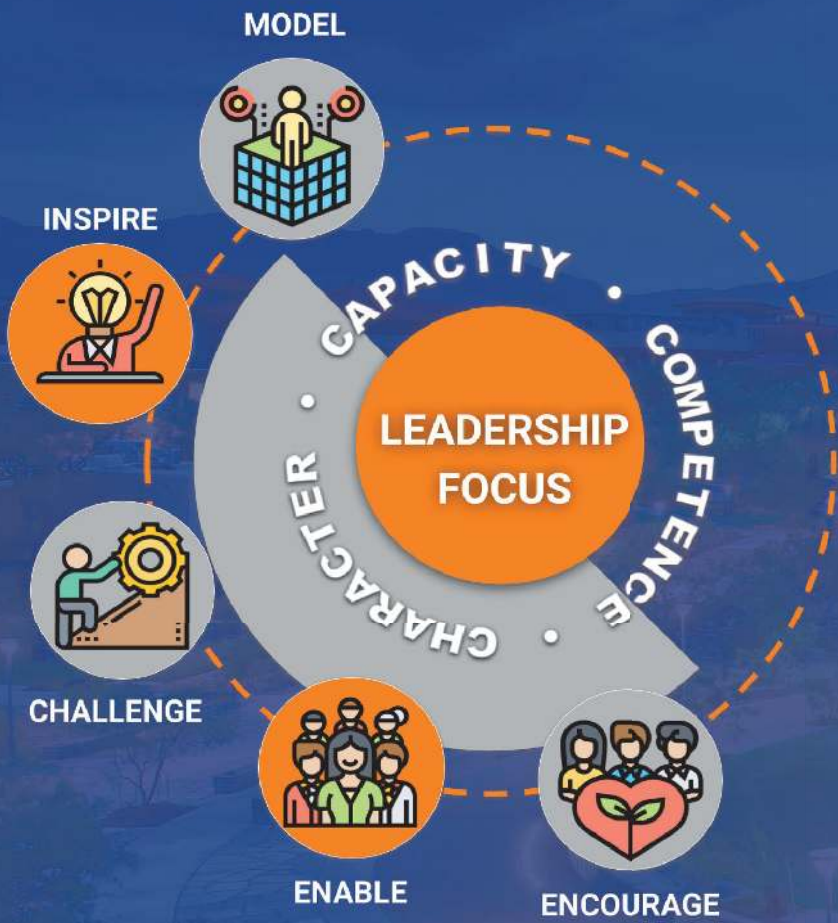 MODEL
INSPIRE
CAPACITY • COMPETENCE • CHARACTER •
LEADERSHIP
FOCUS
CHALLENGE
ENABLE
ENCOURAGE